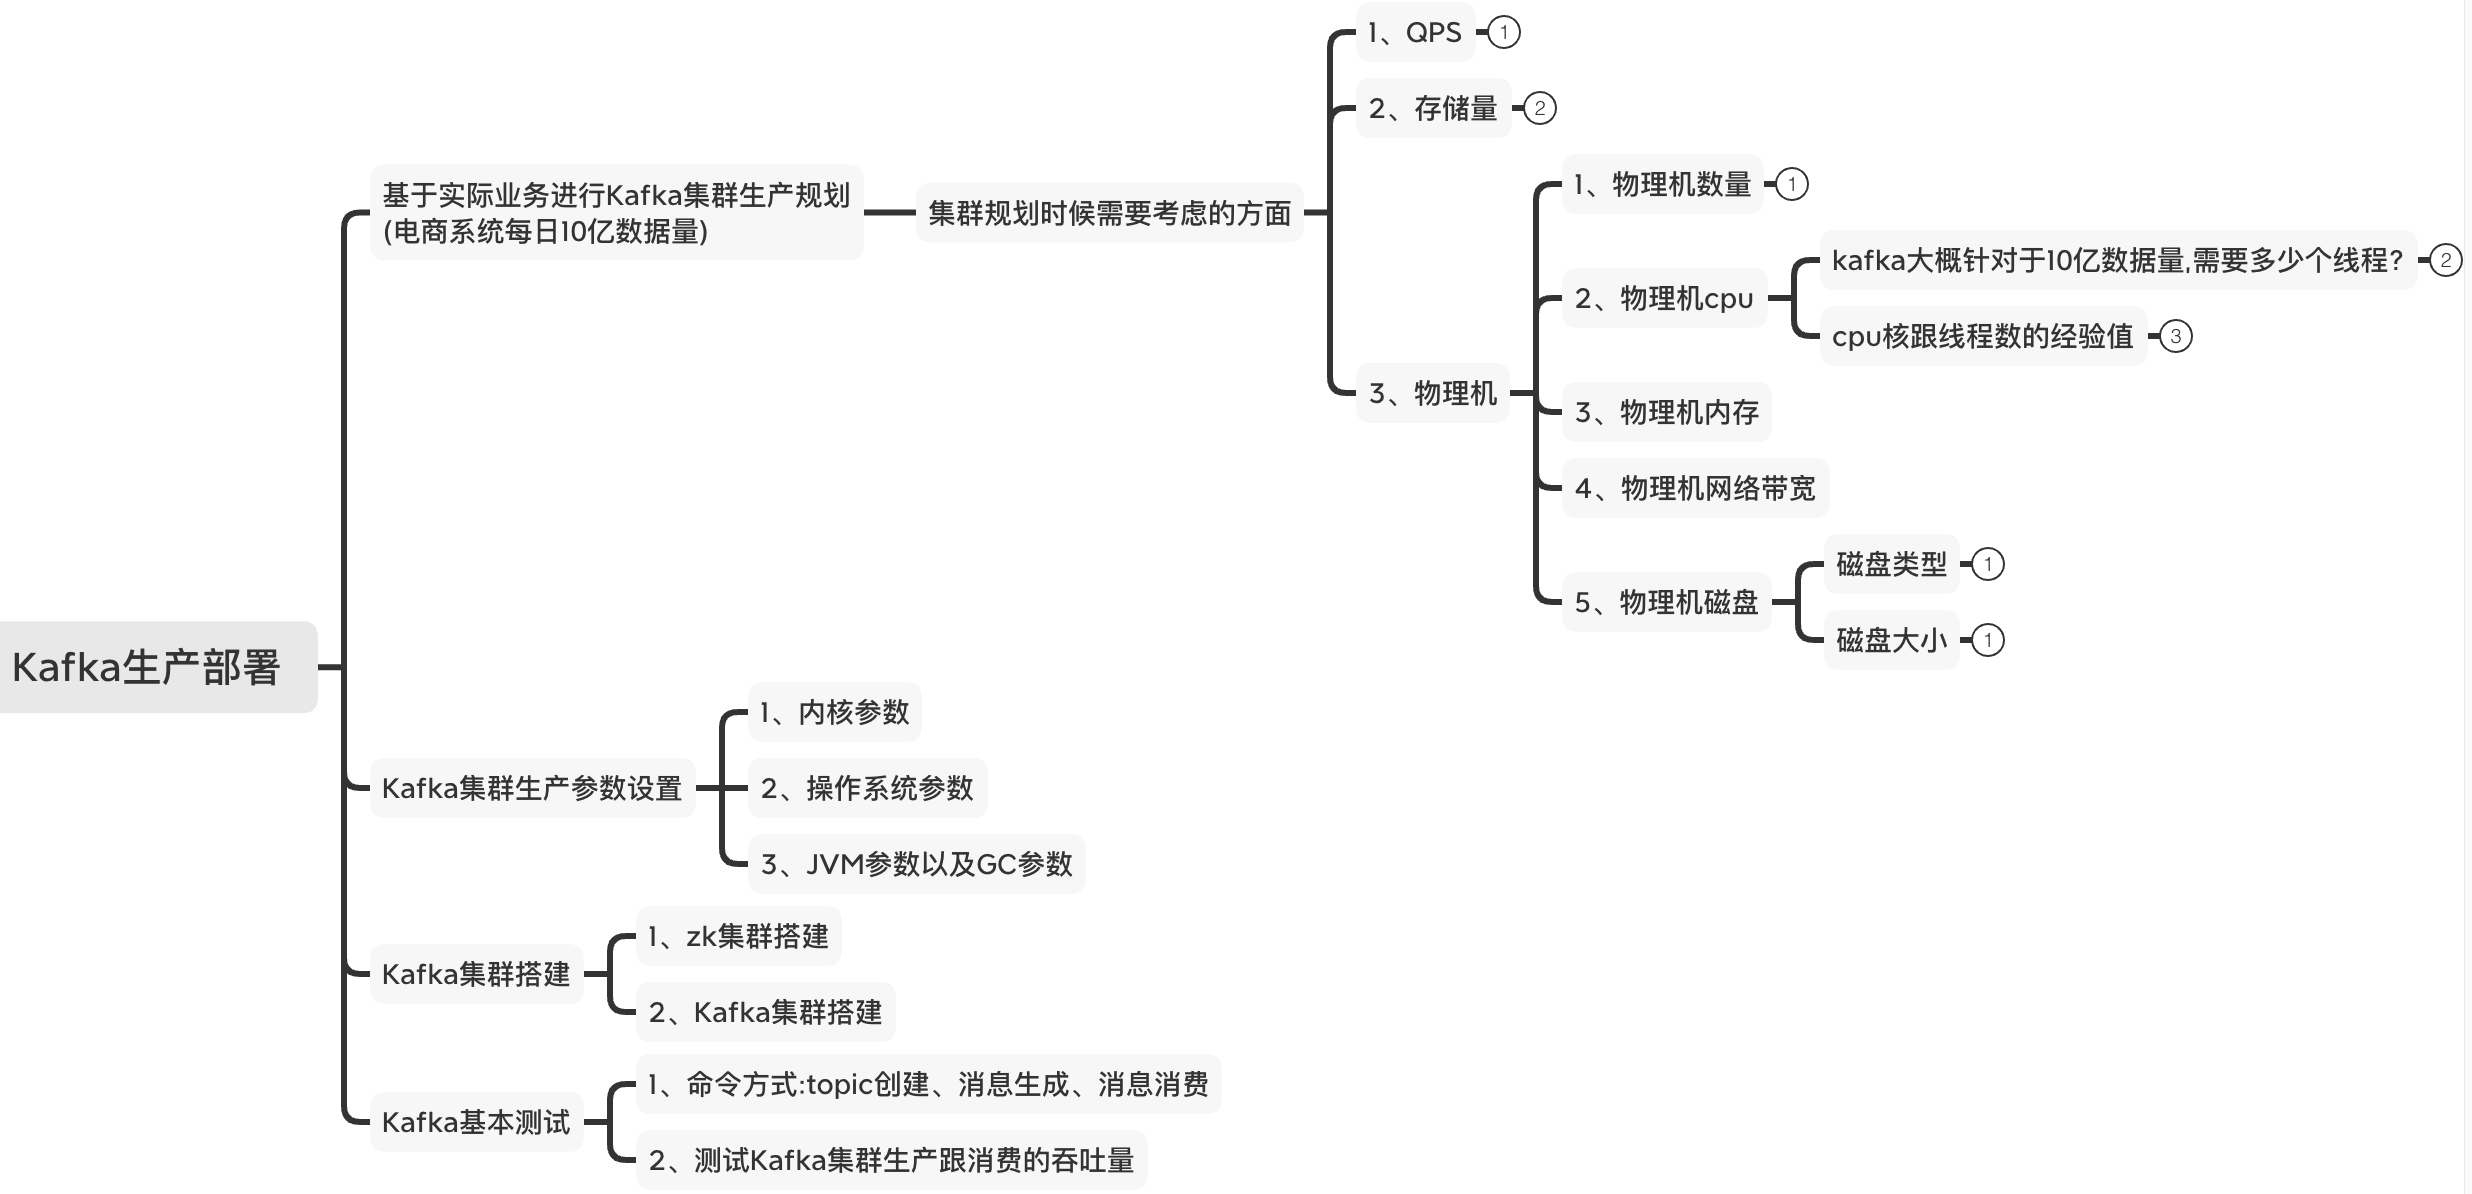 Kafka生产部署
基于实际业务进行Kafka集群生产规划
(电商系统每日10亿数据量)
集群规划时候需要考虑的方面
1、QPS
1
2、存储量
2
3、物理机
1、物理机数量
1
2、物理机cpu
kafka大概针对于10亿数据量,需要多少个线程?
2
cpu核跟线程数的经验值
3
3、物理机内存
4、物理机网络带宽
5、物理机磁盘
磁盘类型
1
磁盘大小
1
Kafka集群生产参数设置
1、内核参数
2、操作系统参数
3、JVM参数以及GC参数
Kafka集群搭建
1、zk集群搭建
2、Kafka集群搭建
Kafka基本测试
1、命令方式:topic创建、消息生成、消息消费
2、测试Kafka集群生产跟消费的吞吐量